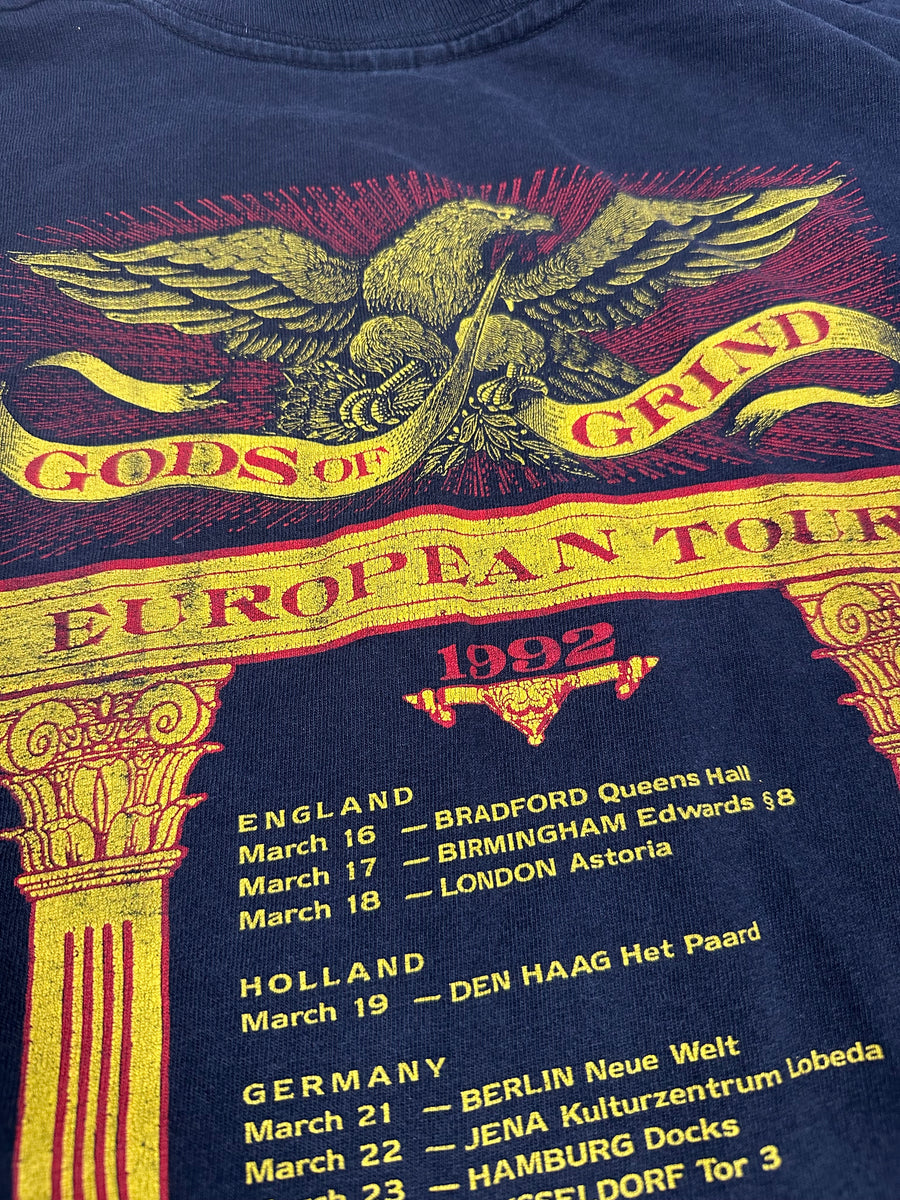 GODS OF GRIND
EUROPEAN TOUR
1992
ENGLAND
March 16 — BRADFORD Queens Hall
March 17 — BIRMINGHAM Edwards §8
March 18 — LONDON Astoria
HOLLAND
March 19 — DEN HAAG Het Paard
GERMANY
March 21 — BERLIN Neue Welt
March 22 — JENA Kulturzentrum Lobeda
March 23 — HAMBURG Docks
Tor 3